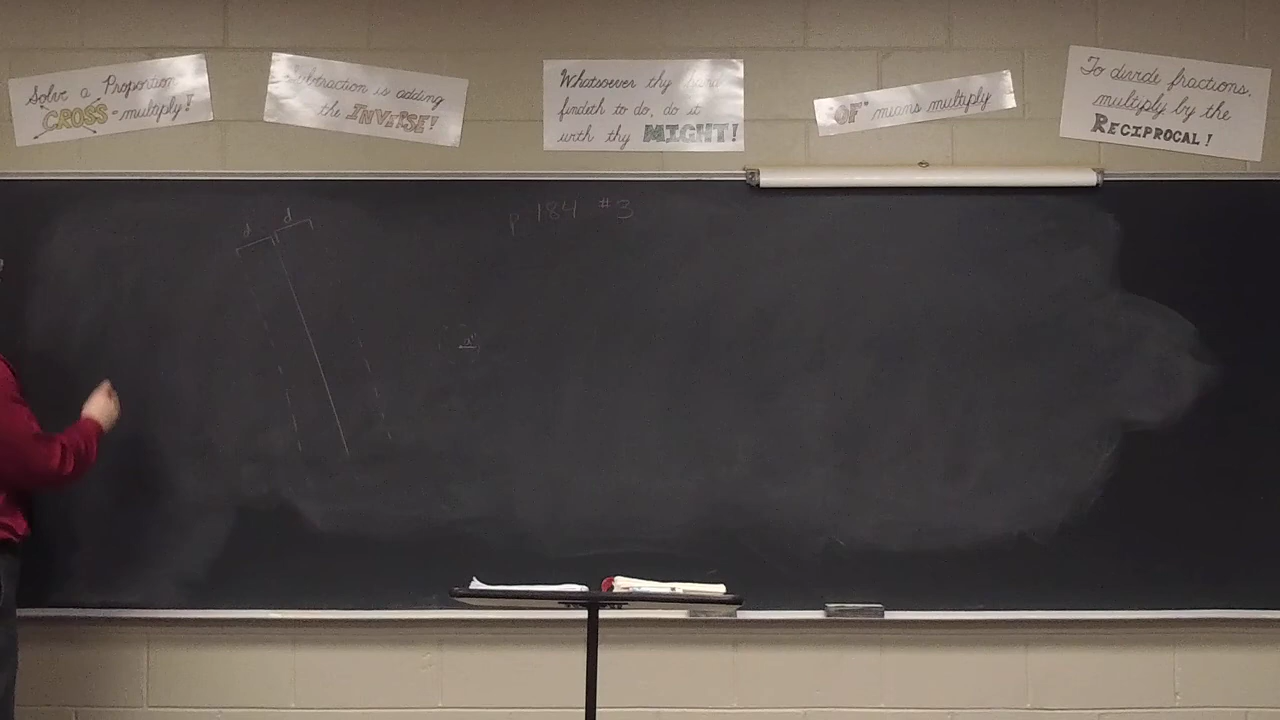 Solve a Proportion
CROSS-multiply!
Subtraction is adding
the INVERSE!
Whatsoever thy hand
findeth to do, do it
with thy MIGHT!
"OF" means multiply
To divide fractions,
multiply by the
RECIPROCAL!
p 184 #3
d d